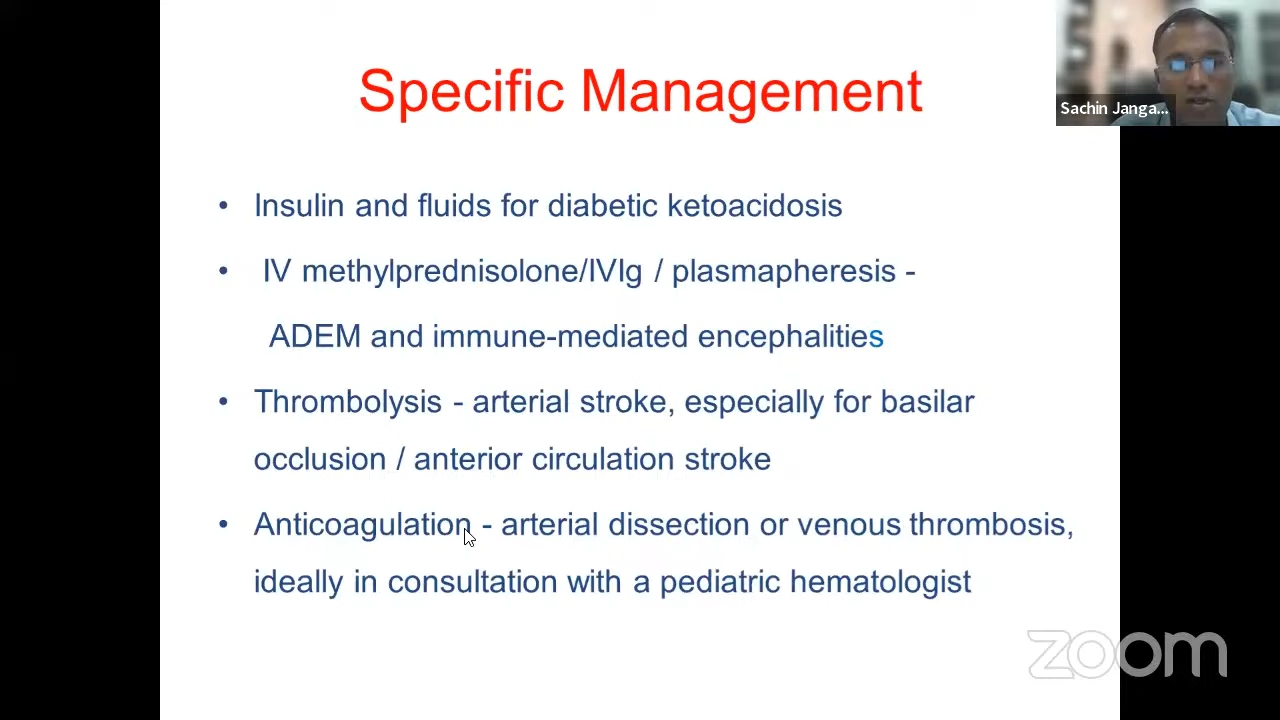 Specific Management
Sachin Janga...
• Insulin and fluids for diabetic ketoacidosis
• IV methylprednisolone/IVIg / plasmapheresis -
ADEM and immune-mediated encephalities
• Thrombolysis - arterial stroke, especially for basilar
occlusion / anterior circulation stroke
• Anticoagulation - arterial dissection or venous thrombosis,
ideally in consultation with a pediatric hematologist
zoom